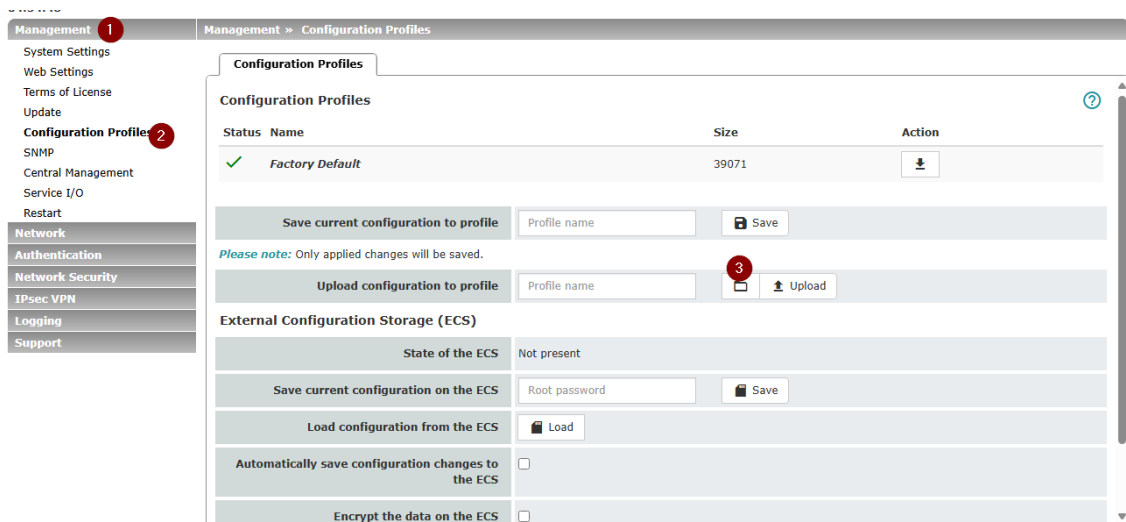 Management 1
System Settings
Web Settings
Terms of License
Update
Configuration Profiles 2
SNMP
Central Management
Service I/O
Restart
Network
Authentication
Network Security
IPsec VPN
Logging
Support
Management » Configuration Profiles
Configuration Profiles
Configuration Profiles ?
Status Name Size Action
Factory Default 39071
Save current configuration to profile Profile name Save
Please note: Only applied changes will be saved.
3
Upload configuration to profile Profile name Upload
External Configuration Storage (ECS)
State of the ECS Not present
Save current configuration on the ECS Root password Save
Load configuration from the ECS Load
Automatically save configuration changes to
the ECS
Encrypt the data on the ECS